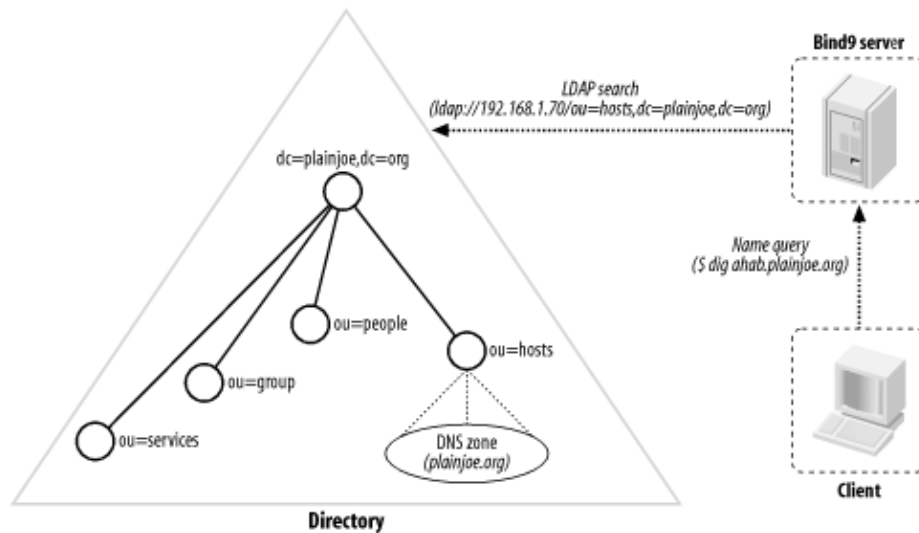 Bind9 server
LDAP search
(ldap://192.168.1.70/ou=hosts,dc=plainjoe,dc=org)
dc=plainjoe,dc=org
Name query
($ dig ahab.plainjoe.org)
ou=people
ou=hosts
ou=group
ou=services
DNS zone
(plainjoe.org)
Client
Directory